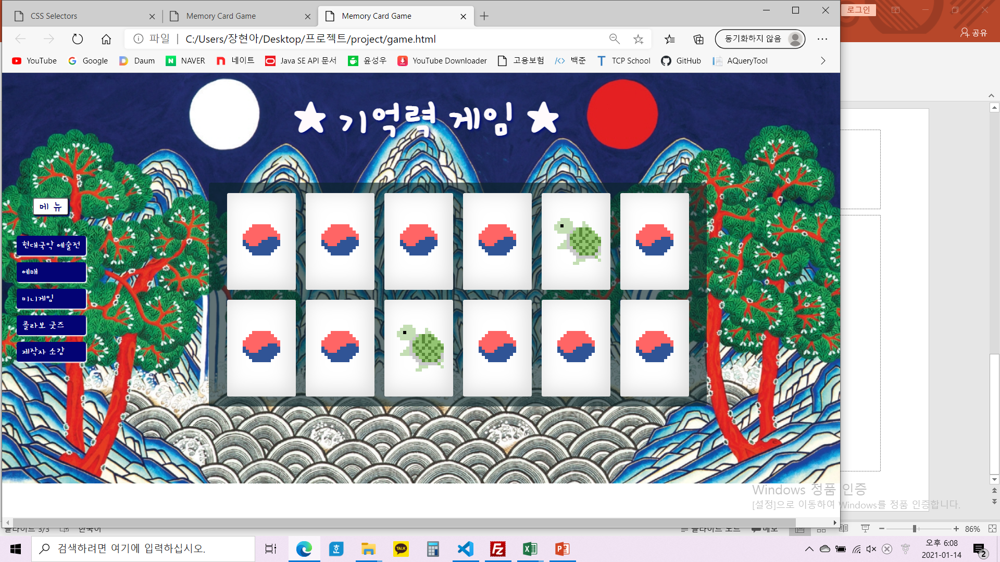 CSS Selectors
Memory Card Game
Memory Card Game
로그인
파일
C:/Users/장현아/Desktop/프로젝트/project/game.html
동기화하지 않음
공유
YouTube
Google
Daum
NAVER
네이트
Java SE API 문서
윤성우
YouTube Downloader
고용보험
백준
TCP School
GitHub
AQueryTool
★ 기억력 게임 ★
메 뉴
현대국악 예술전
예매
미니게임
콜라보 굿즈
제작자 소감
Windows 정품 인증
[설정]으로 이동하여 Windows를 정품 인증합니다.
슬라이드 3/3
한국어
슬라이드 노트
메모
86%
검색하려면 여기에 입력하십시오.
TALK
오후 6:08
2021-01-14
2